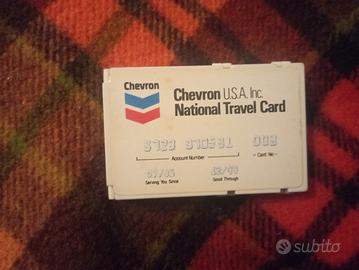 Chevron
Chevron U.S.A. Inc.
National Travel Card
Account Number
Card No
Serving You Since
Good Through
subito